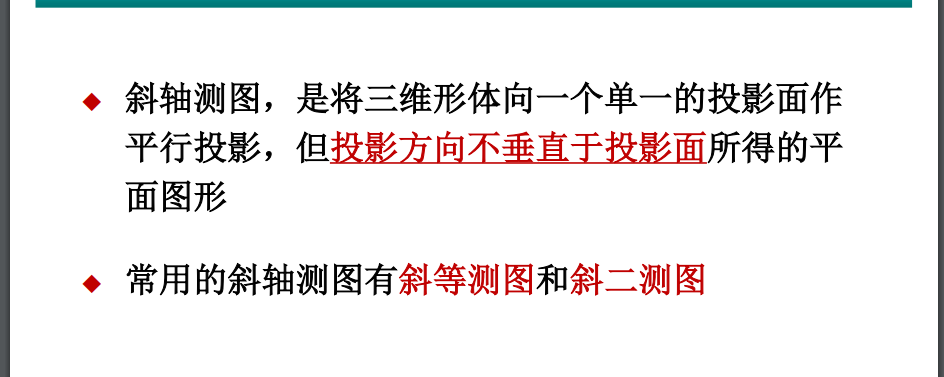 斜轴测图，是将三维形体向一个单一的投影面作
平行投影，但投影方向不垂直于投影面所得的平
面图形
常用的斜轴测图有斜等测图和斜二测图